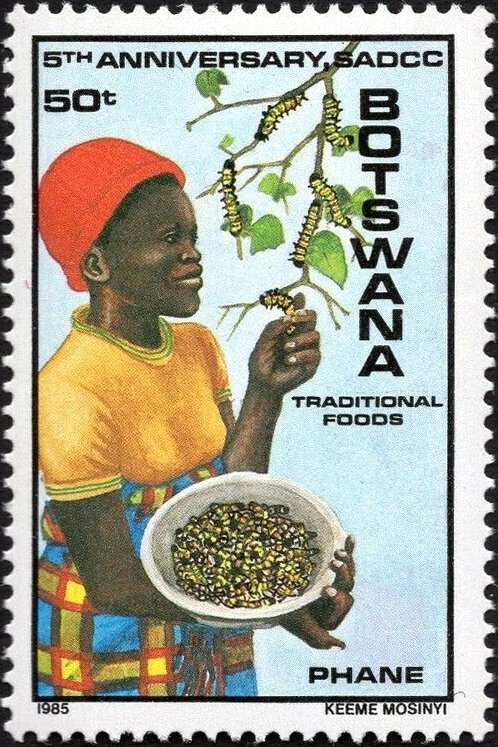 5TH ANNIVERSARY, SADCC
50t
BOTSWANA
TRADITIONAL
FOODS
PHANE
1985
KEEME MOSINYI